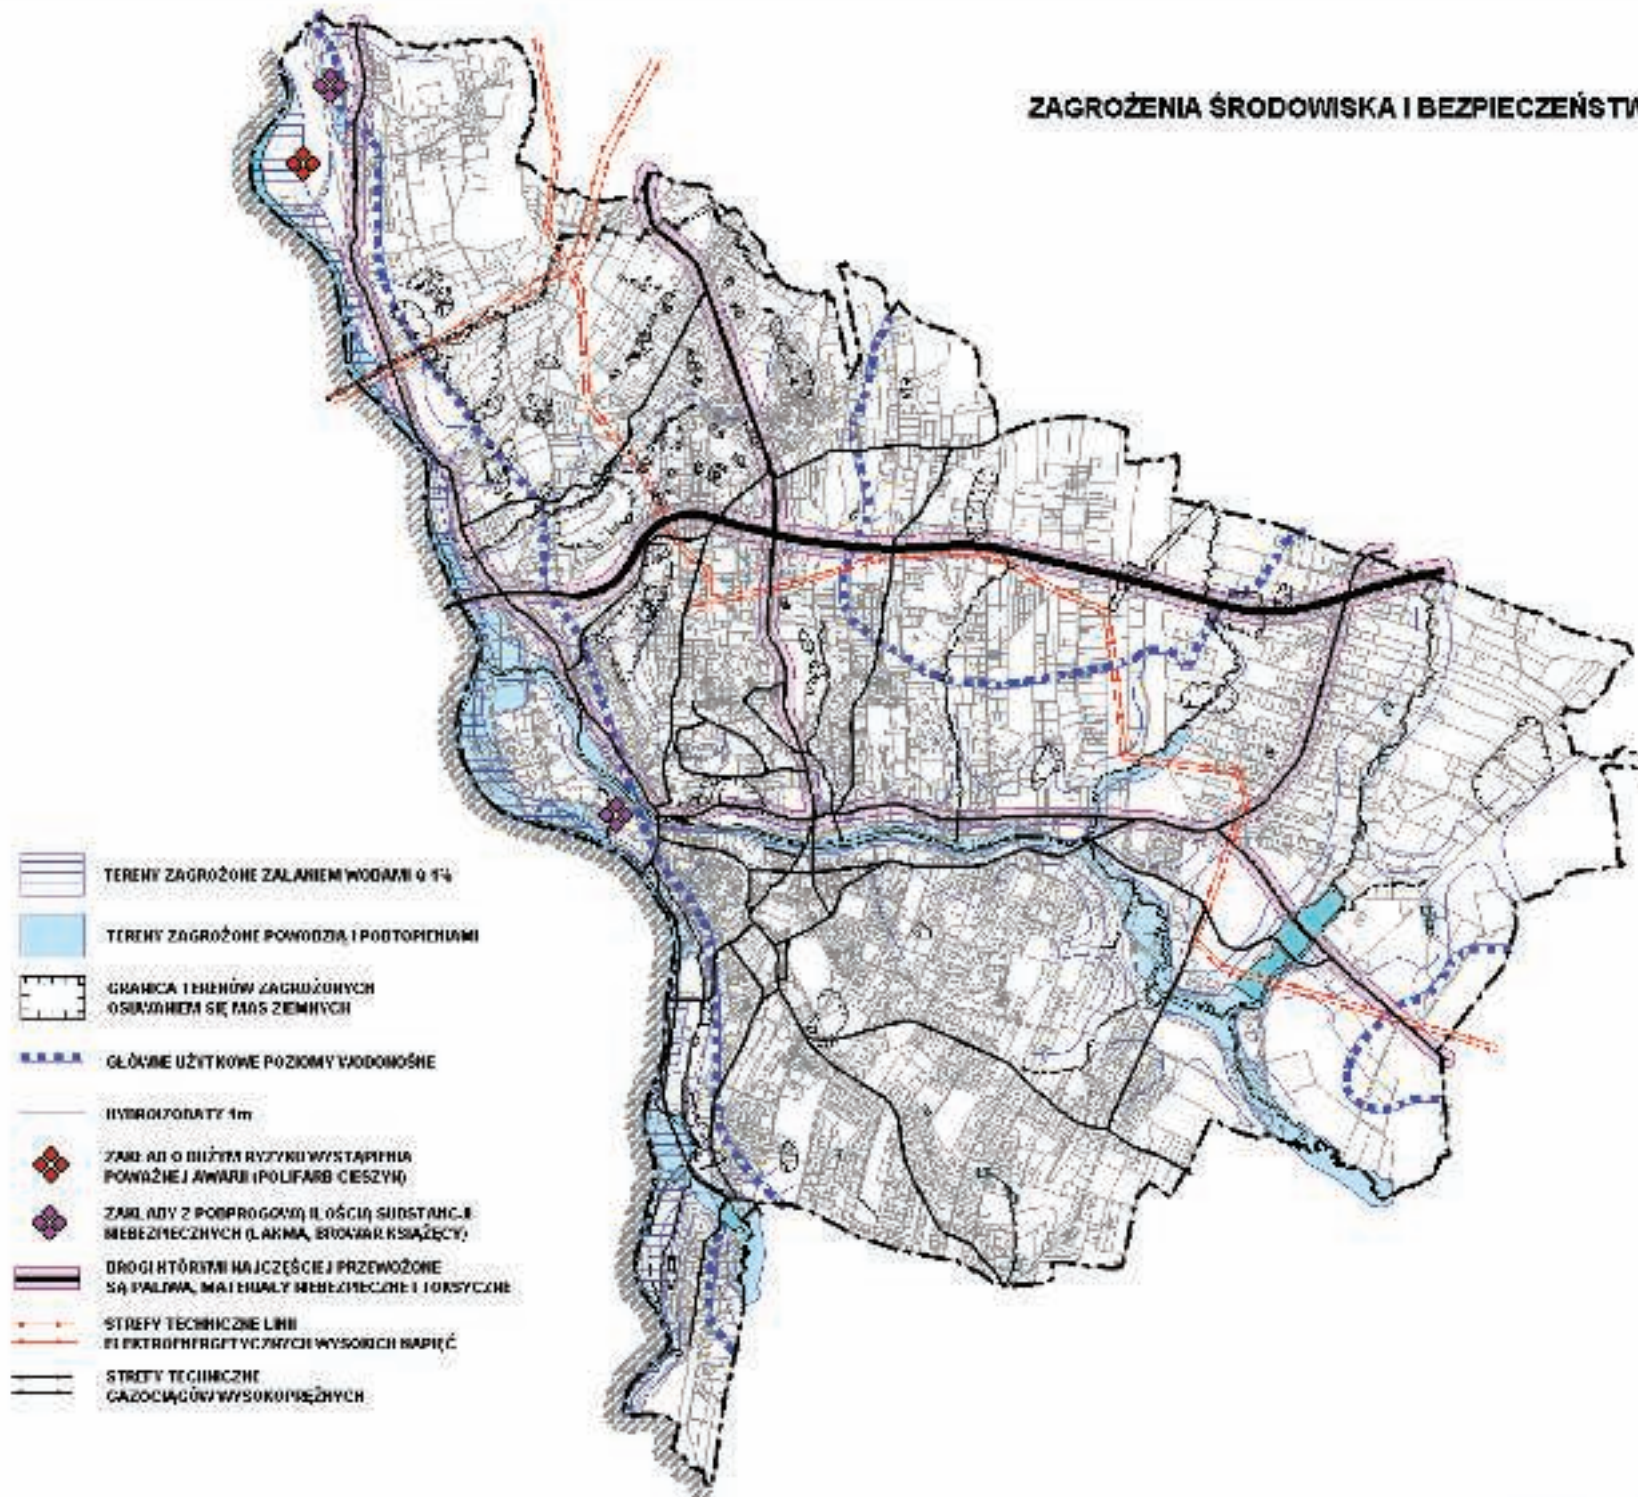 ZAGROŻENIA ŚRODOWISKA I BEZPIECZEŃSTW
TERENY ZAGROŻONE ZALANIEM WODAMI Q 1%
TERENY ZAGROŻONE POWODZIĄ I PODTOPIENIAMI
GRANICA TERENÓW ZAGROŻONYCH
OSUWANIEM SIĘ MAS ZIEMNYCH
GŁÓWNE UŻYTKOWE POZIOMY WODONOŚNE
HYDROIZOBATY 1m
ZAKŁAD O DUŻYM RYZYKU WYSTĄPIENIA
POWAŻNEJ AWARII (POLIFARB CIESZYN)
ZAKŁADY Z PODPROGOWĄ ILOŚCIĄ SUBSTANCJI
NIEBEZPIECZNYCH (LAKMA, BROWAR KSIĄŻĘCY)
DROGI KTÓRYMI NAJCZĘŚCIEJ PRZEWOŻONE
SĄ PALIWA, MATERIAŁY NIEBEZPIECZNE I TOKSYCZNE
STREFY TECHNICZNE LINII
ELEKTROENERGETYCZNYCH WYSOKICH NAPIĘĆ
STREFY TECHNICZNE
GAZOCIĄGÓW WYSOKOPRĘŻNYCH